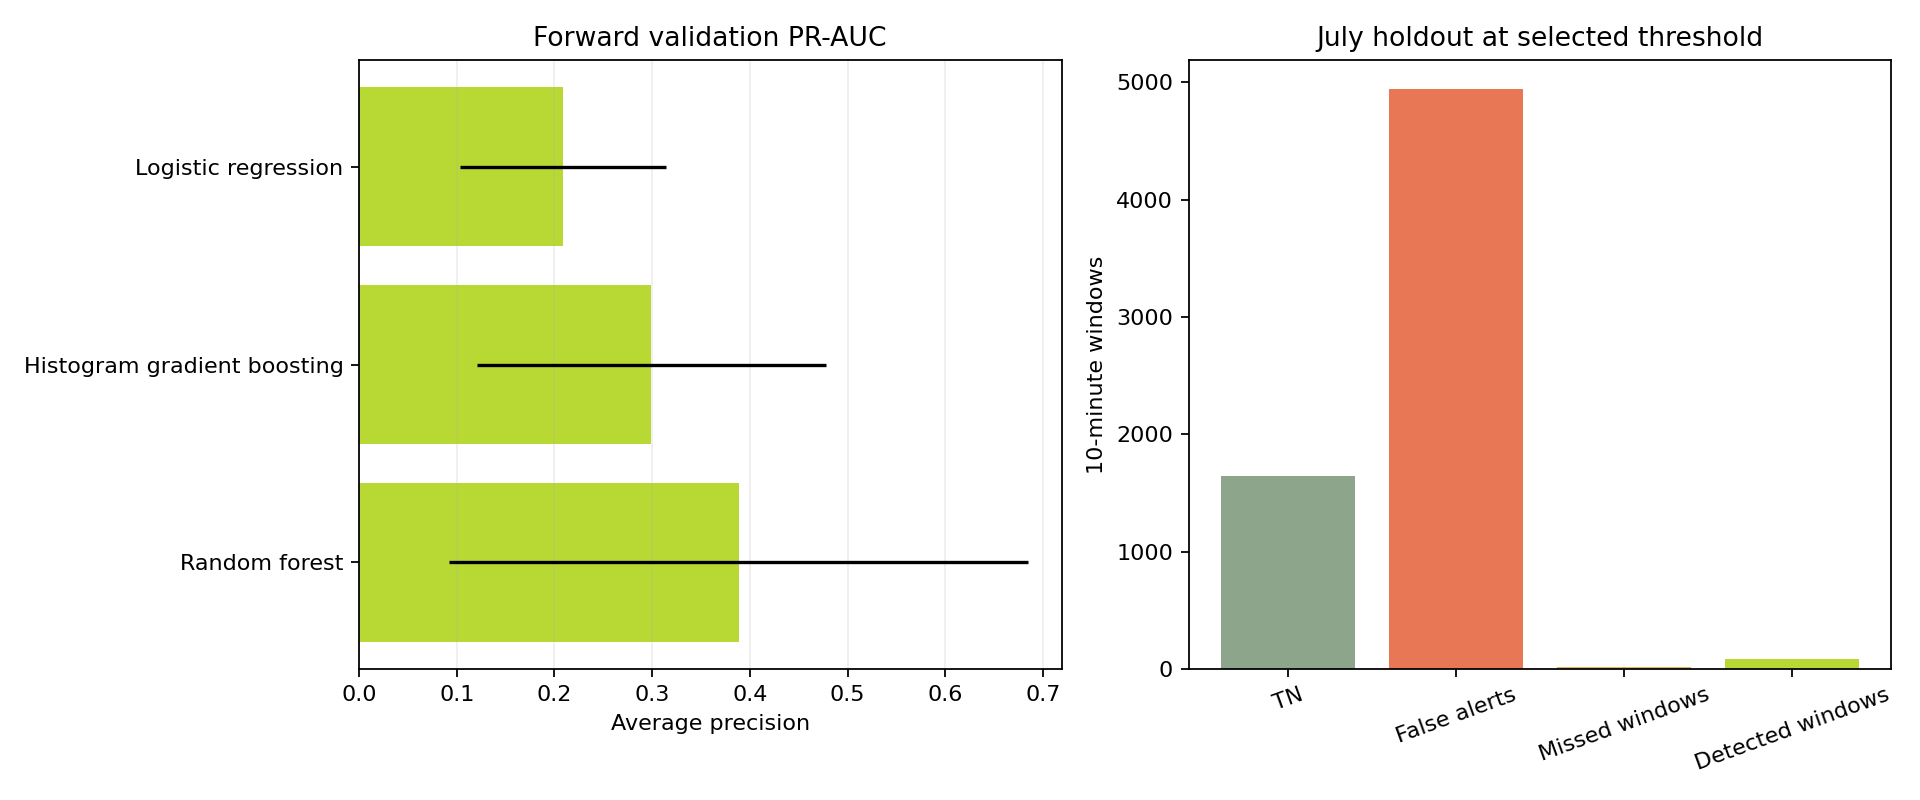 Forward validation PR-AUC
Logistic regression
Histogram gradient boosting
Random forest
0.0 0.1 0.2 0.3 0.4 0.5 0.6 0.7
Average precision
July holdout at selected threshold
10-minute windows
5000
4000
3000
2000
1000
0
TN
False alerts
Missed windows
Detected windows